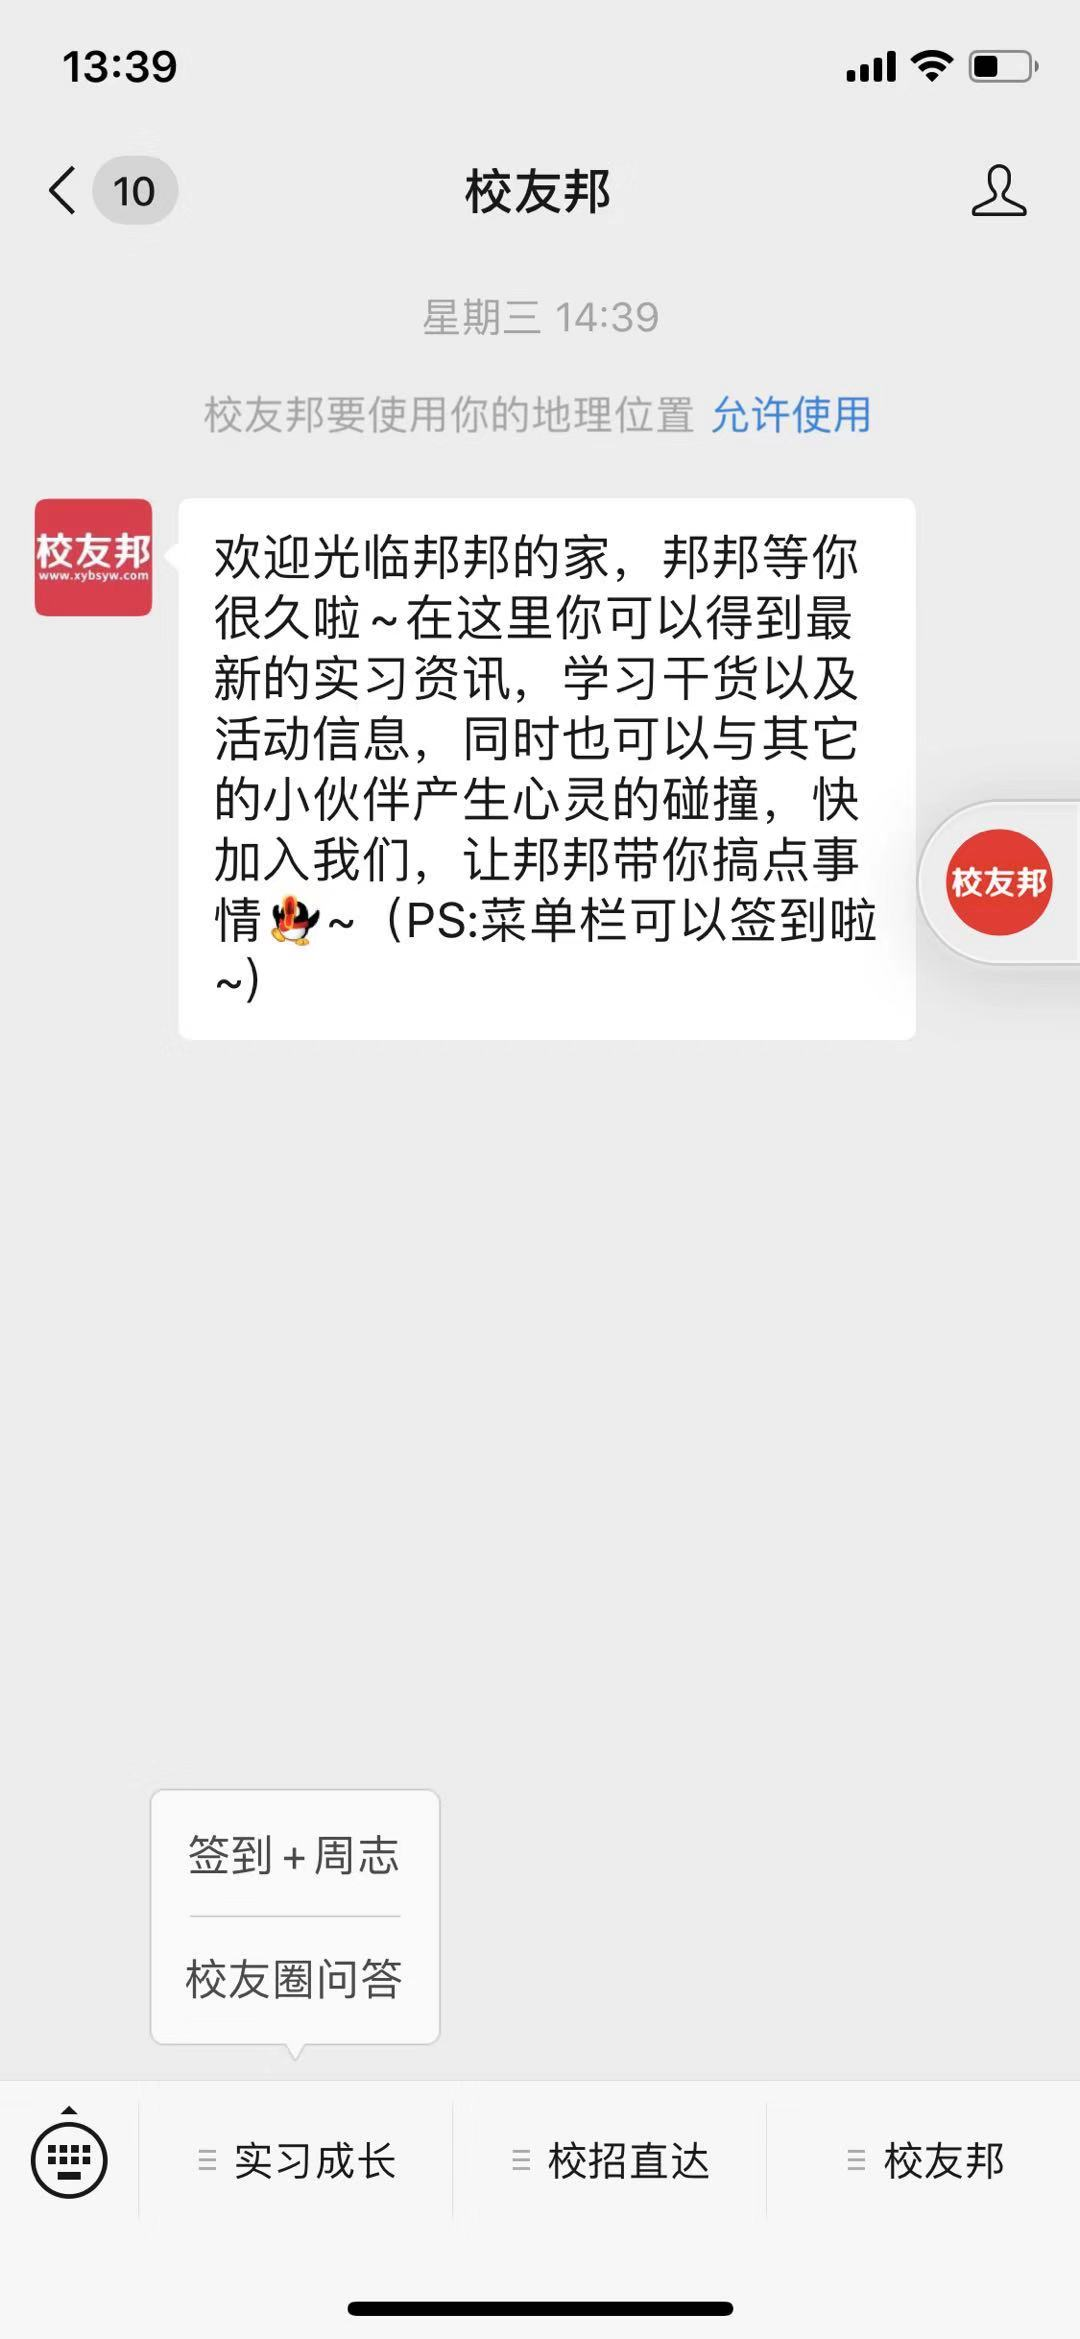 13:39
10
校友邦
星期三 14:39
校友邦要使用你的地理位置 允许使用
校友邦
www.xybsyw.com
欢迎光临邦邦的家，邦邦等你
很久啦~在这里你可以得到最
新的实习资讯，学习干货以及
活动信息，同时也可以与其它
的小伙伴产生心灵的碰撞，快
加入我们，让邦邦带你搞点事
情~（PS:菜单栏可以签到啦
~）
校友邦
签到+周志
校友圈问答
实习成长
校招直达
校友邦